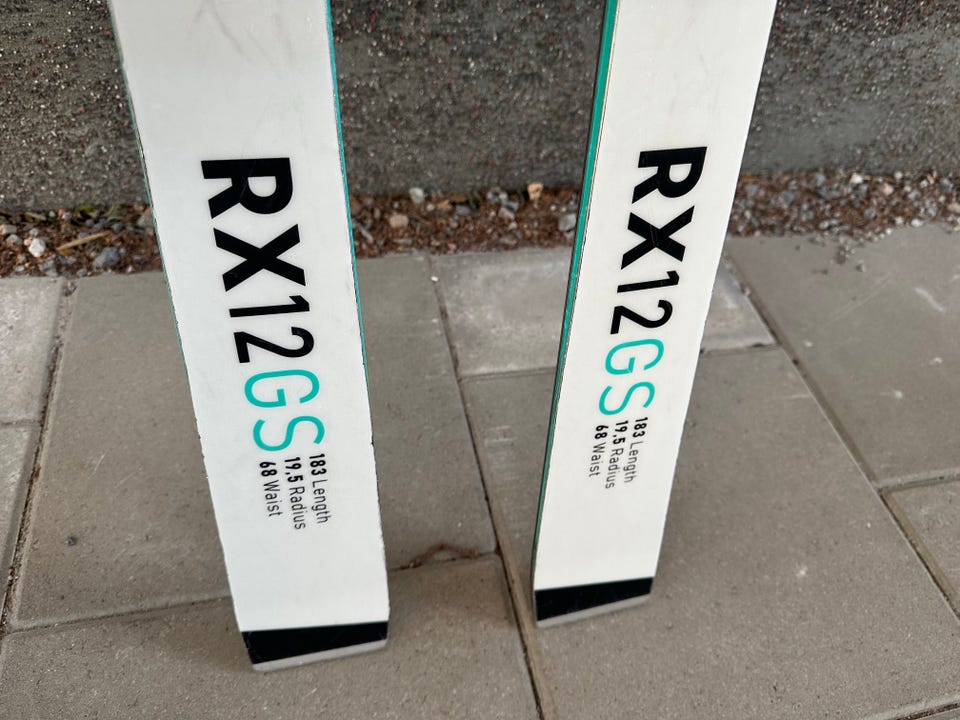 RX12GS
183 Length
19,5 Radius
68 Waist
RX12GS
183 Length
19,5 Radius
68 Waist